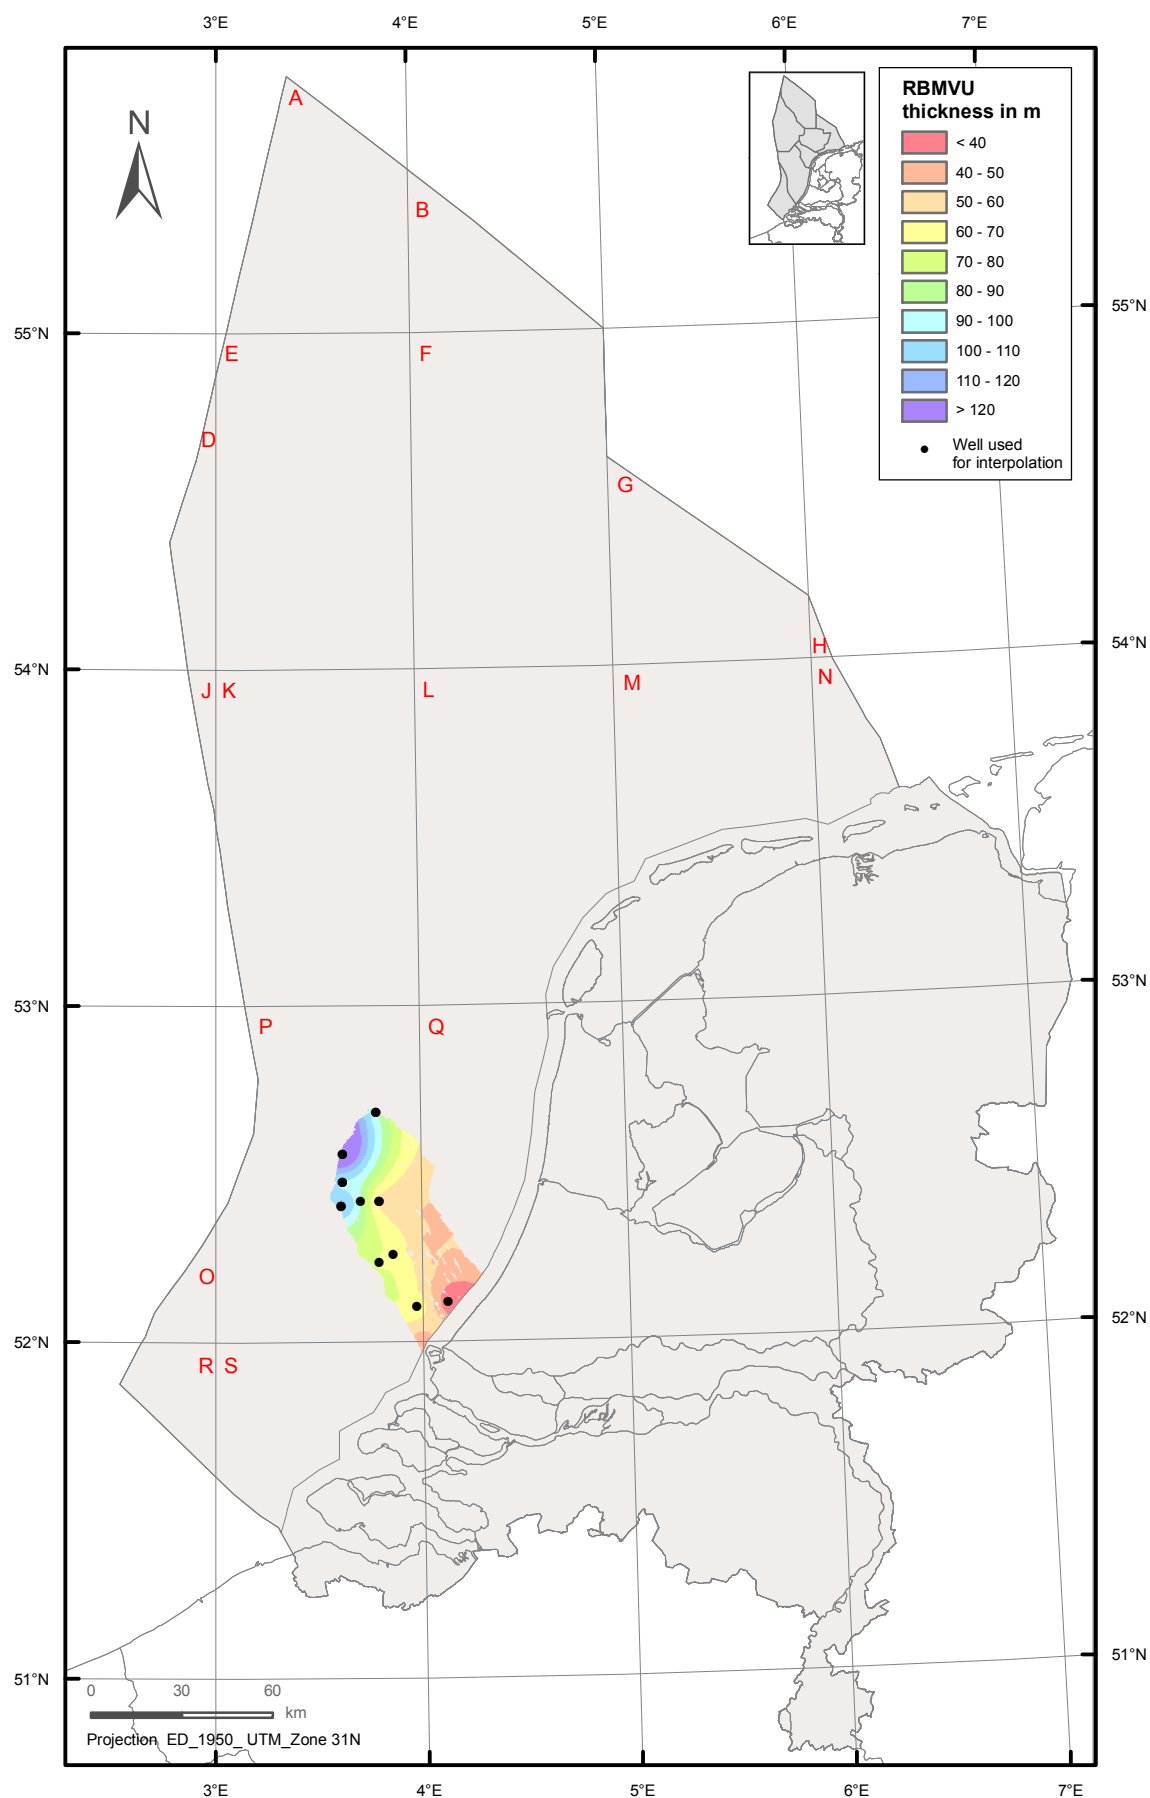 3°E 4°E 5°E 6°E 7°E
N
RBMVU
thickness in m
< 40
40 - 50
50 - 60
60 - 70
70 - 80
80 - 90
90 - 100
100 - 110
110 - 120
> 120
Well used
for interpolation
A
B
55°N 55°N
E F
D
G
H
54°N 54°N
J K L M N
53°N 53°N
P Q
O
52°N 52°N
R S
51°N 51°N
0 30 60
km
Projection ED_1950_ UTM_Zone 31N
3°E 4°E 5°E 6°E 7°E